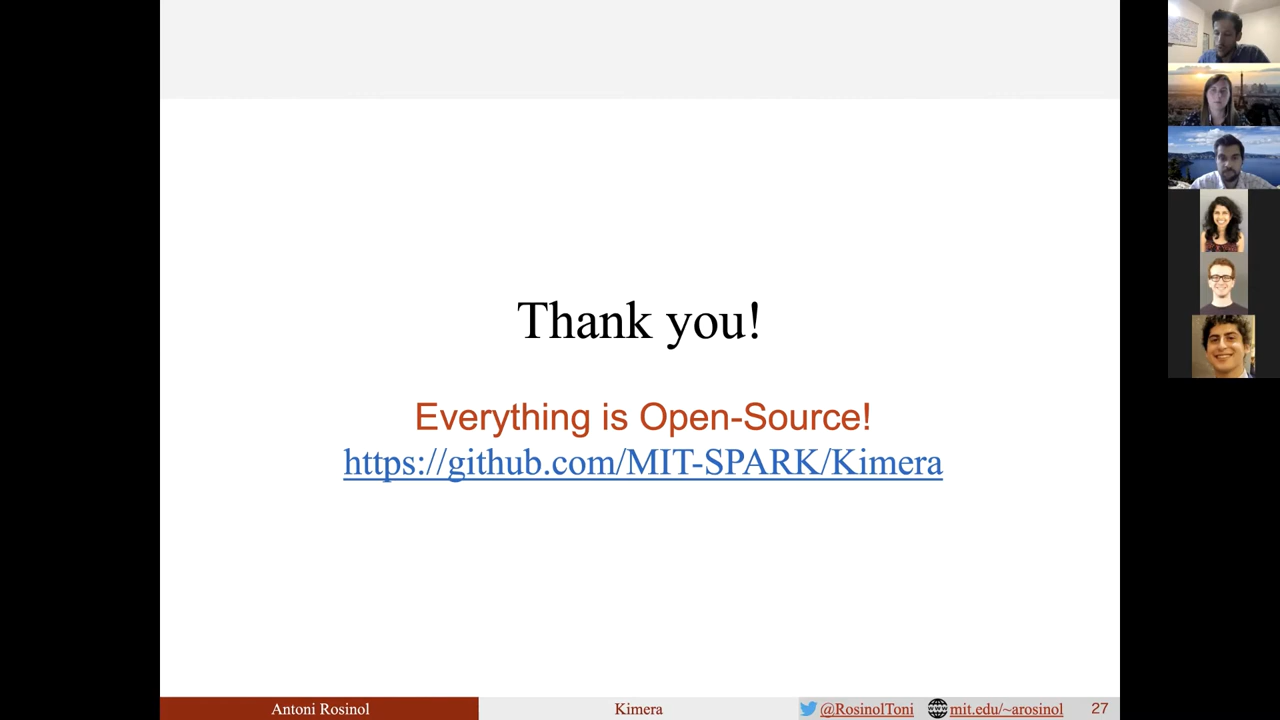 Thank you!
Everything is Open-Source!
https://github.com/MIT-SPARK/Kimera
Antoni Rosinol
Kimera
@RosinolToni
www
mit.edu/~arosinol
27